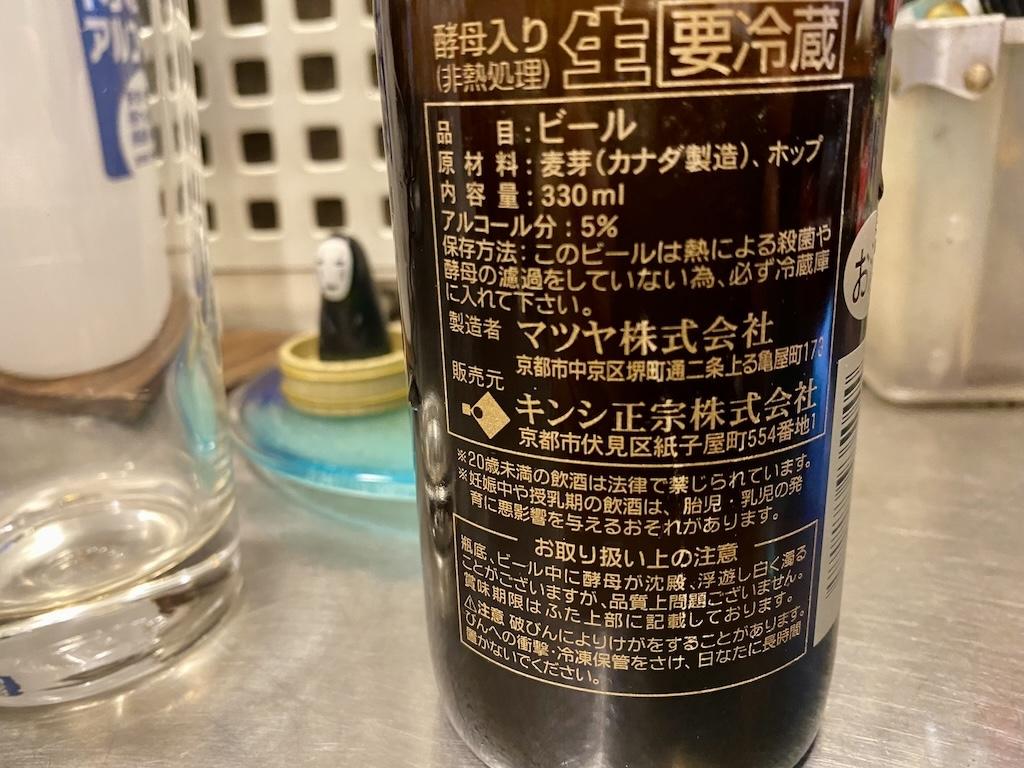 酵母入り
(非熱処理)
生
要冷蔵
品　目：ビール
原材料：麦芽(カナダ製造)、ホップ
内容量：330ml
アルコール分：5%
保存方法：このビールは熱による殺菌や
酵母の濾過をしていない為、必ず冷蔵庫
に入れて下さい。
製造者 マツヤ株式会社
京都市中京区堺町通二条上る亀屋町173
販売元 キンシ正宗株式会社
京都市伏見区紙子屋町554番地1
※20歳未満の飲酒は法律で禁じられています。
※妊娠中や授乳期の飲酒は、胎児・乳児の発
育に悪影響を与えるおそれがあります。
お取り扱い上の注意
瓶底、ビール中に酵母が沈殿、浮遊し白く濁る
ことがございますが、品質上問題ございません。
賞味期限はふた上部に記載しております。
⚠注意 破びんによりけがをすることがあります。
びんへの衝撃・冷凍保管をさけ、日なたに長時間
置かないでください。
お
アル